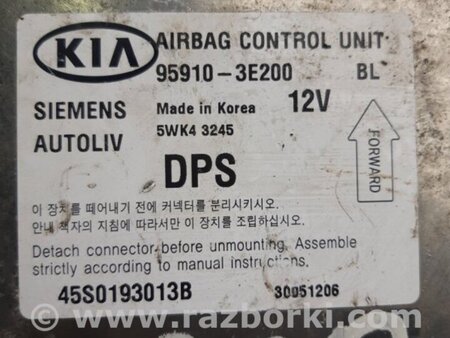 KIA AIRBAG CONTROL UNIT
95910-3E200 BL
SIEMENS Made in Korea 12V
AUTOLIV 5WK4 3245
DPS
FORWARD
이 장치를 떼어내기 전에 커넥터를 분리시키시오.
안내 책자의 지침에 따라서만 이 장치를 조립하십시오.
Detach connector before unmounting. Assemble
strictly according to manual instructions.
45S0193013B 30051206
www.razborki.com